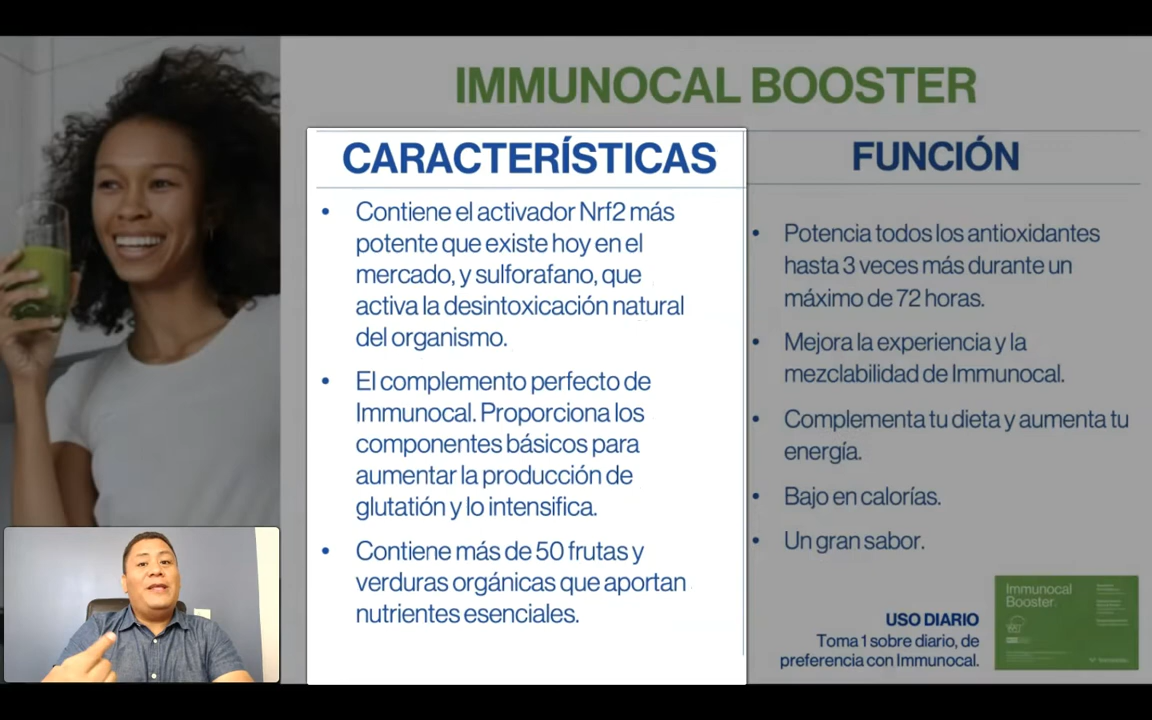 IMMUNOCAL BOOSTER
CARACTERÍSTICAS
• Contiene el activador Nrf2 más
potente que existe hoy en el
mercado, y sulforafano, que
activa la desintoxicación natural
del organismo.
• El complemento perfecto de
Immunocal. Proporciona los
componentes básicos para
aumentar la producción de
glutatión y lo intensifica.
• Contiene más de 50 frutas y
verduras orgánicas que aportan
nutrientes esenciales.
FUNCIÓN
• Potencia todos los antioxidantes
hasta 3 veces más durante un
máximo de 72 horas.
• Mejora la experiencia y la
mezclabilidad de Immunocal.
• Complementa tu dieta y aumenta tu
energía.
• Bajo en calorías.
• Un gran sabor.
USO DIARIO
Toma 1 sobre diario, de
preferencia con Immunocal.
Immunocal
Booster